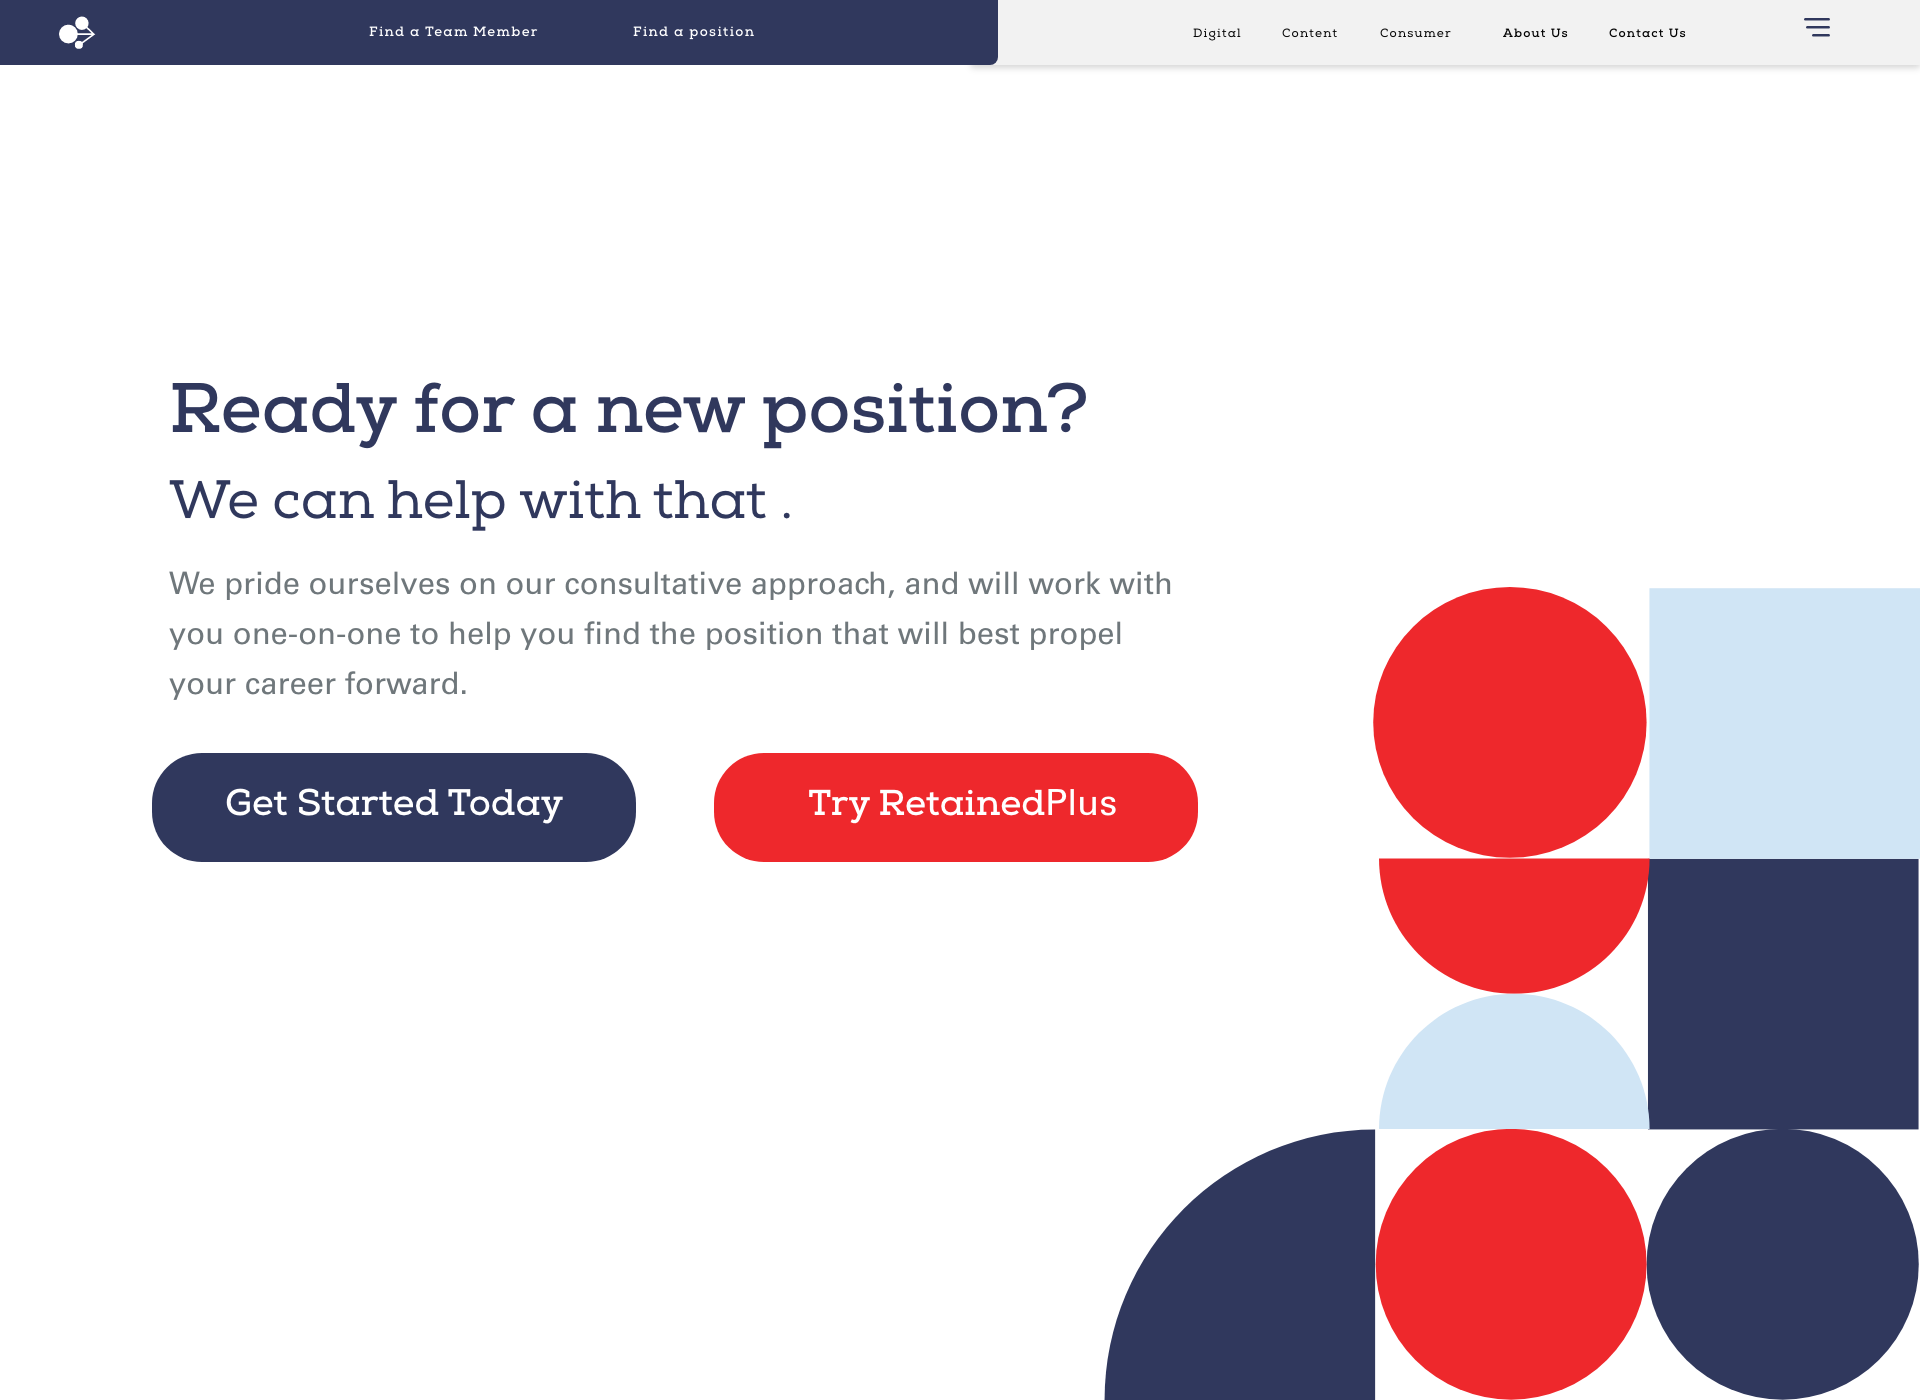 Find a Team Member
Find a position
Digital
Content
Consumer
About Us
Contact Us
Ready for a new position?
We can help with that .
We pride ourselves on our consultative approach, and will work with
you one-on-one to help you find the position that will best propel
your career forward.
Get Started Today
Try RetainedPlus